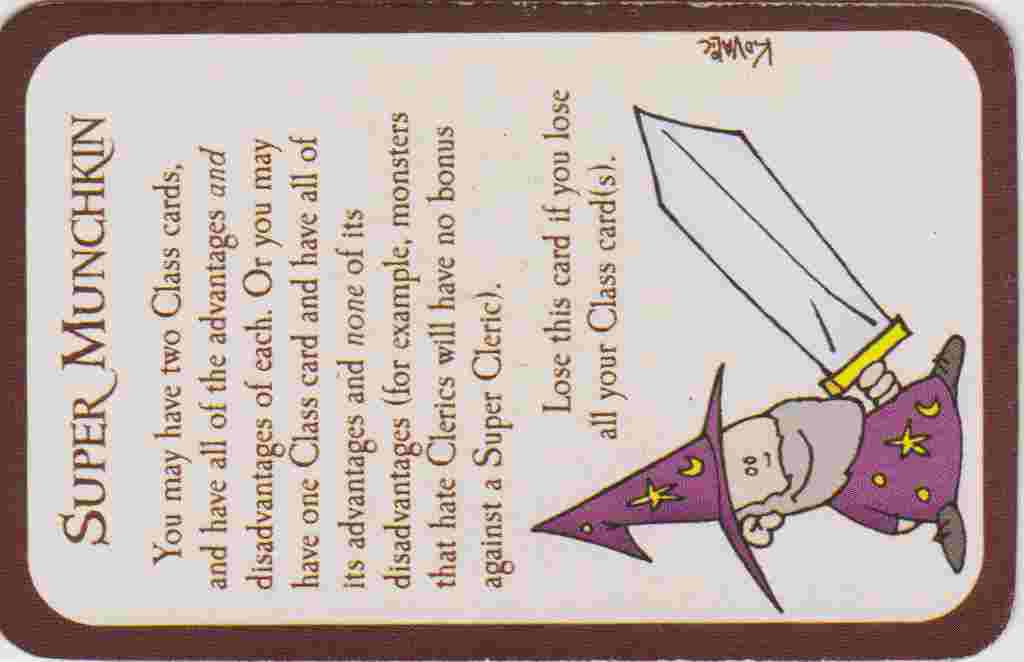 SUPER MUNCHKIN
You may have two Class cards,
and have all of the advantages and
disadvantages of each. Or you may
have one Class card and have all of
its advantages and none of its
disadvantages (for example, monsters
that hate Clerics will have no bonus
against a Super Cleric).
Lose this card if you lose
all your Class card(s).
KOVALIC